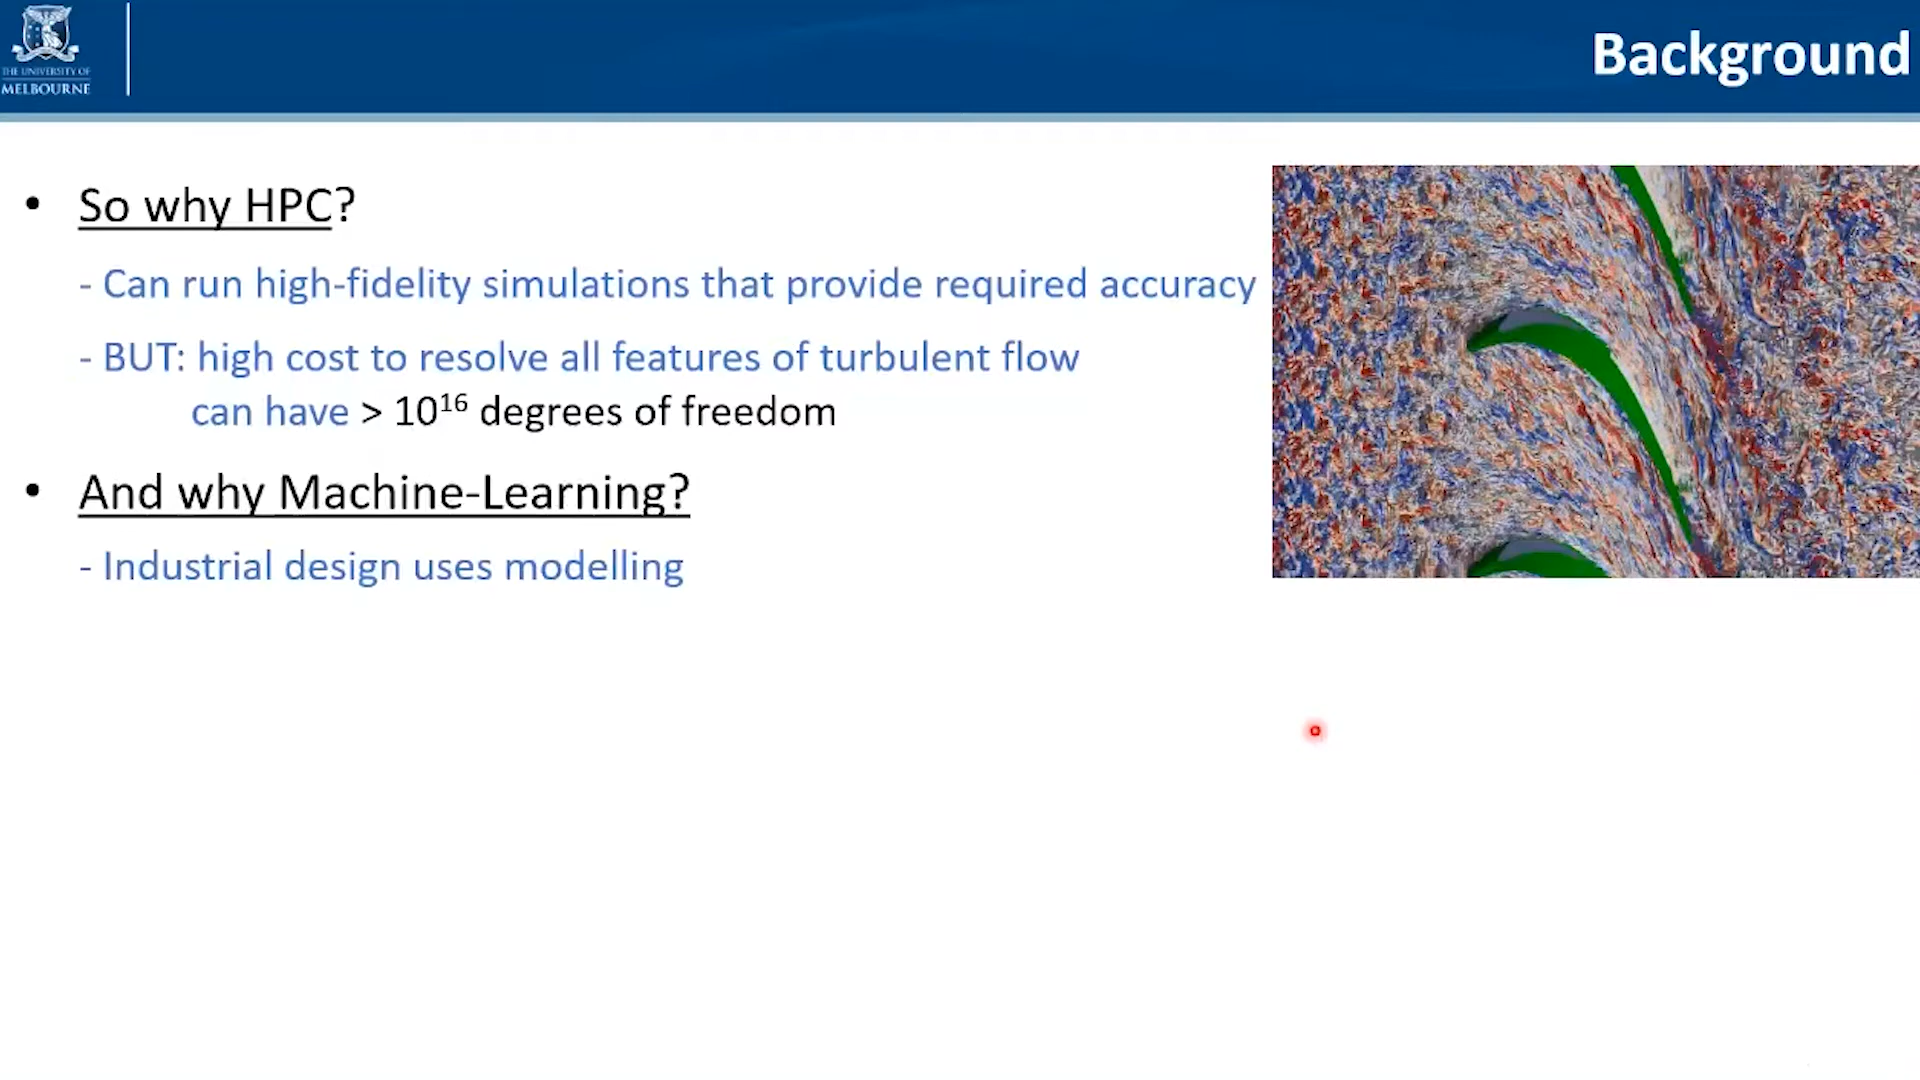 THE UNIVERSITY OF
MELBOURNE
Background
• So why HPC?
- Can run high-fidelity simulations that provide required accuracy
- BUT: high cost to resolve all features of turbulent flow
can have > 10¹⁶ degrees of freedom
• And why Machine-Learning?
- Industrial design uses modelling